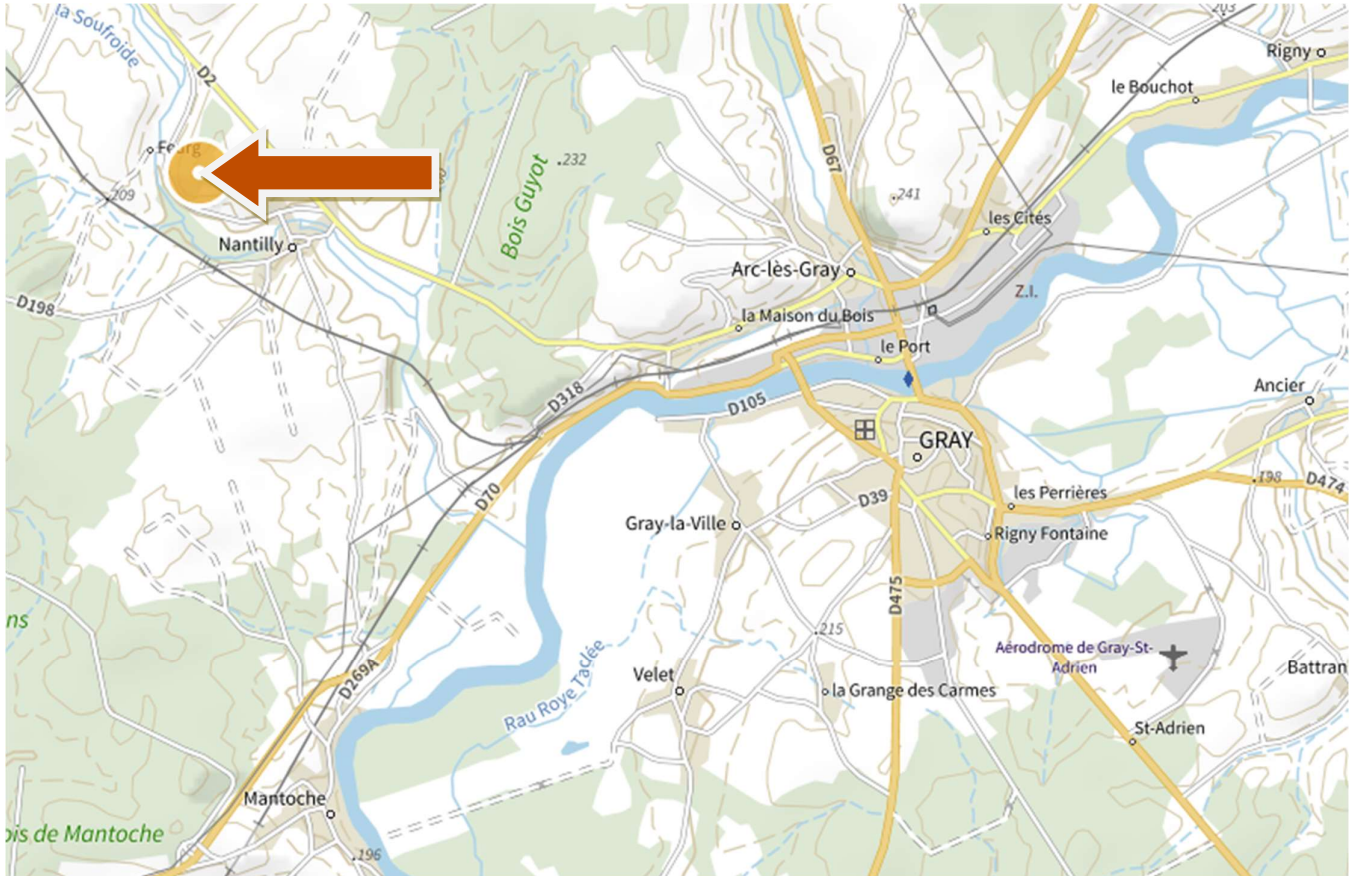 la Soufroide
D2
203
Rigny
le Bouchot
Feurg
232
Bois Guyot
D67
209
241
les Cités
Nantilly
Arc-lès-Gray
Z.I.
D198
la Maison du Bois
le Port
D318
D105
Ancier
GRAY
D70
D39
les Perrières
198
D474
Gray-la-Ville
Rigny Fontaine
D475
ns
215
Aérodrome de Gray-St-
Adrien
Velet
Battran
D269A
la Grange des Carmes
Rau Roye Taclée
St-Adrien
Mantoche
ois de Mantoche
196